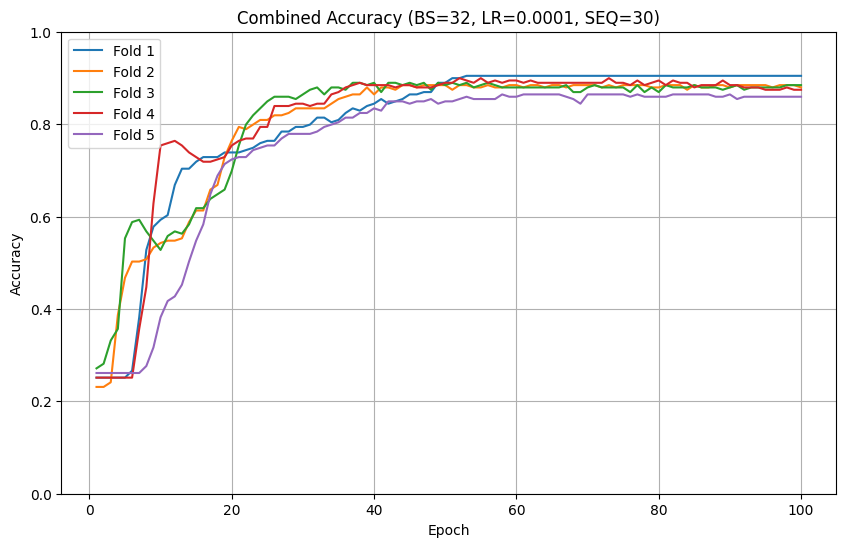 Combined Accuracy (BS=32, LR=0.0001, SEQ=30)
Fold 1
Fold 2
Fold 3
Fold 4
Fold 5
1.0
0.8
0.6
0.4
0.2
0.0
Accuracy
0 20 40 60 80 100
Epoch